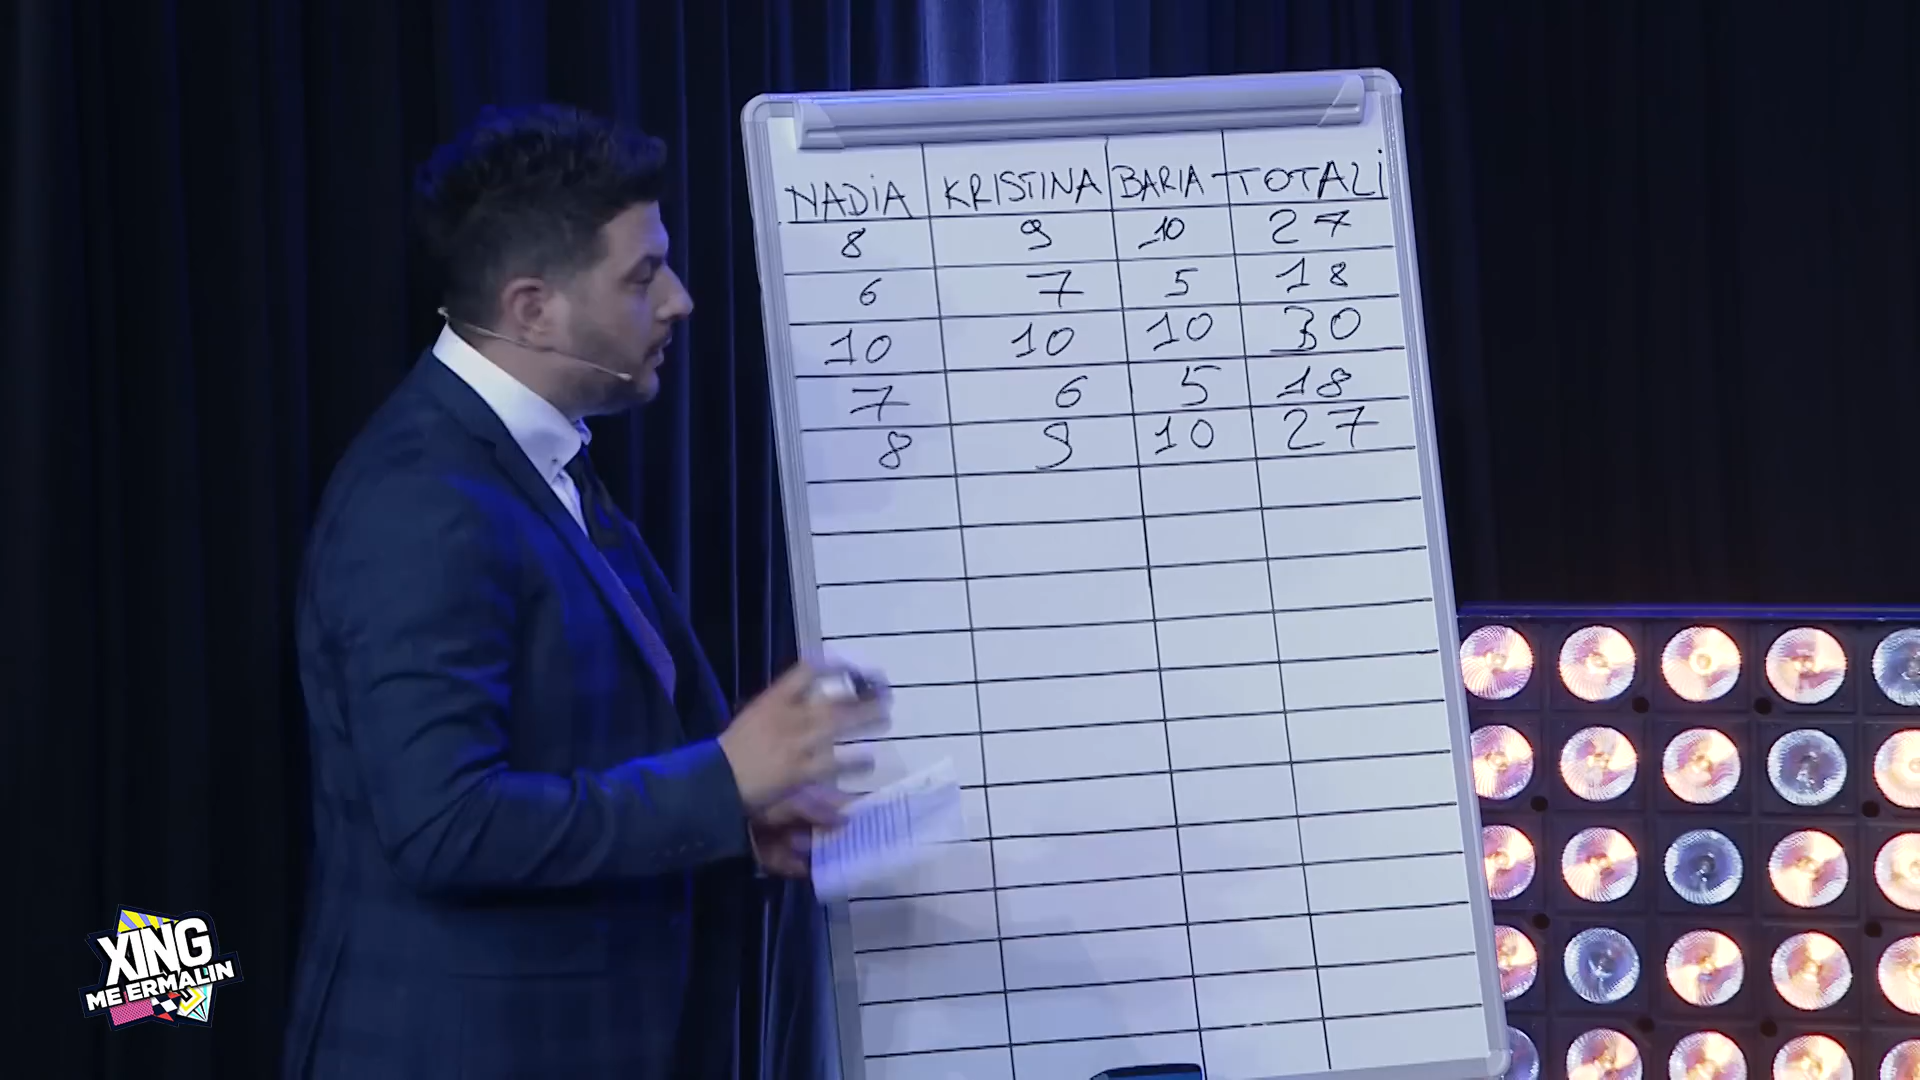 NADiA KRISTINA BARIA TOTALi
8 9 10 27
6 7 5 18
10 10 10 30
7 6 5 18
8 9 10 27
XING
ME ERMALIN